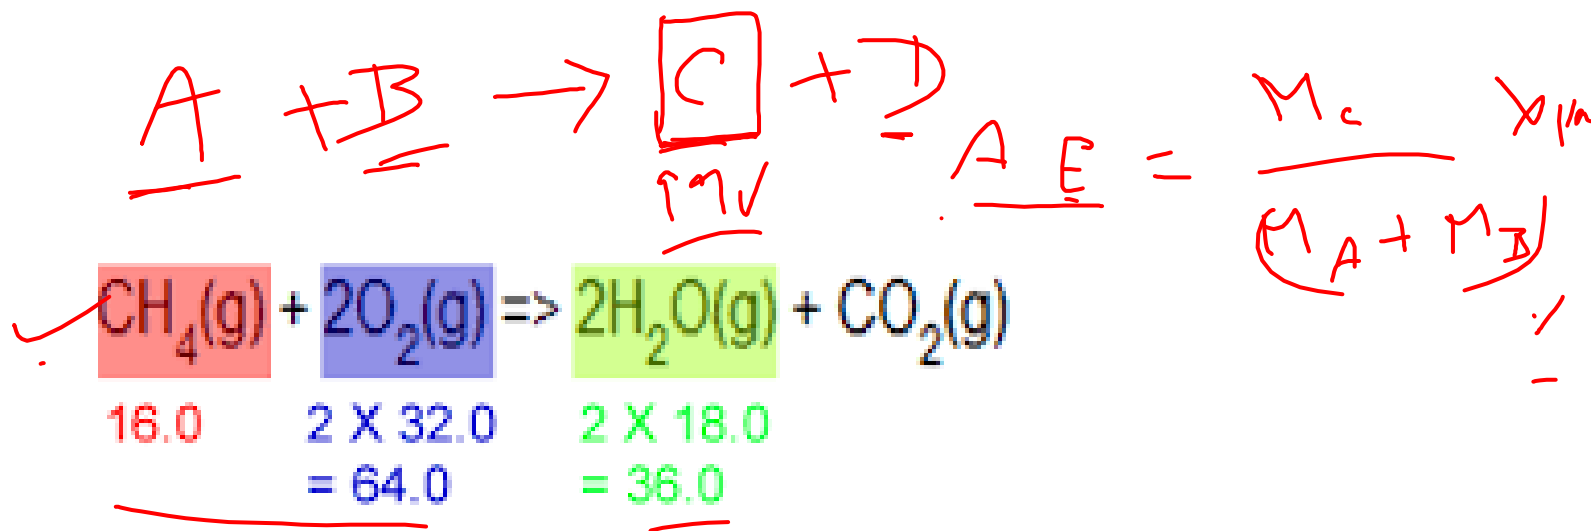 A + B → C + D
AE = M_C / (M_A + M_B) X
CH₄(g) + 2O₂(g) => 2H₂O(g) + CO₂(g)
16.0 2 X 32.0 2 X 18.0
= 64.0 = 36.0